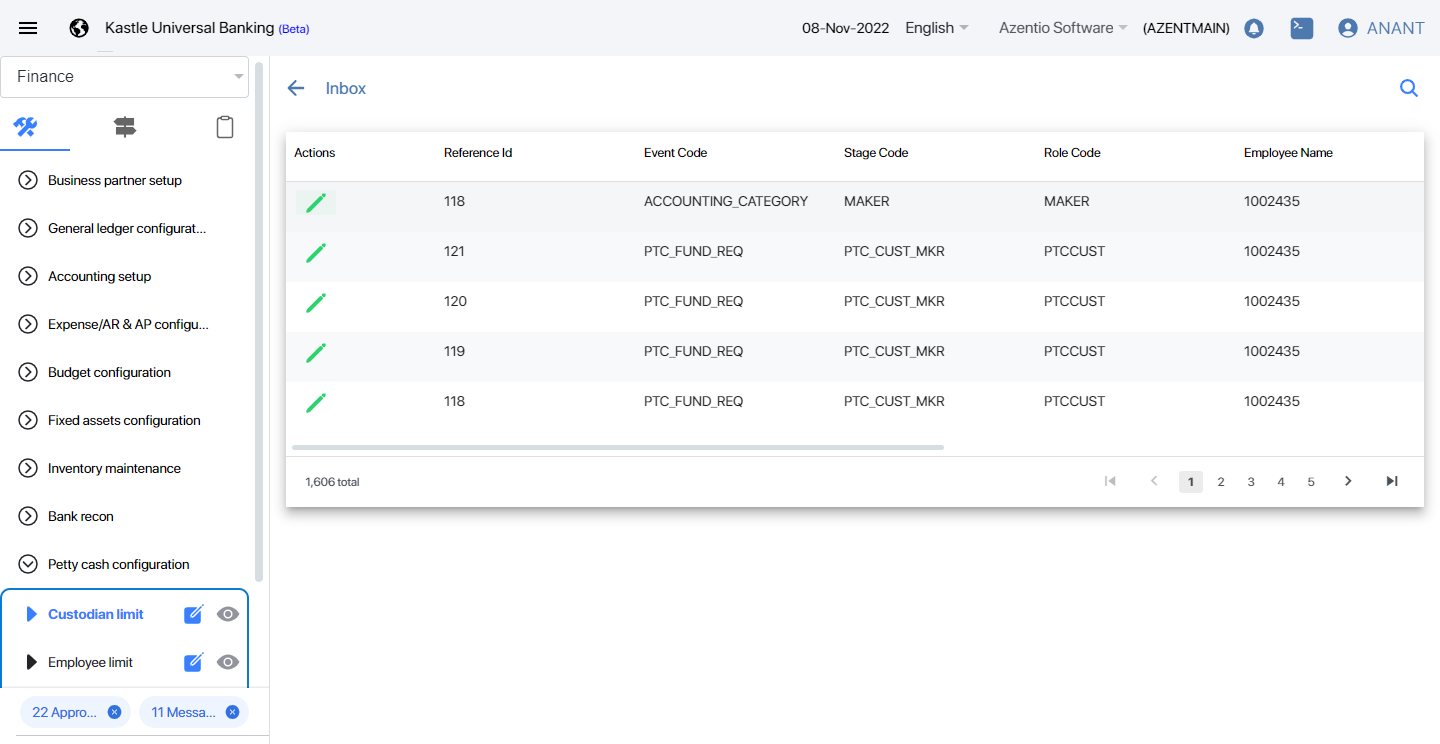 Kastle Universal Banking (Beta)
08-Nov-2022 English Azentio Software (AZENTMAIN) ANANT
Finance
Business partner setup
General ledger configurat...
Accounting setup
Expense/AR & AP configu...
Budget configuration
Fixed assets configuration
Inventory maintenance
Bank recon
Petty cash configuration
Custodian limit
Employee limit
22 Appro... 11 Messa...
Inbox
Actions Reference Id Event Code Stage Code Role Code Employee Name
118 ACCOUNTING_CATEGORY MAKER MAKER 1002435
121 PTC_FUND_REQ PTC_CUST_MKR PTCCUST 1002435
120 PTC_FUND_REQ PTC_CUST_MKR PTCCUST 1002435
119 PTC_FUND_REQ PTC_CUST_MKR PTCCUST 1002435
118 PTC_FUND_REQ PTC_CUST_MKR PTCCUST 1002435
1,606 total 1 2 3 4 5